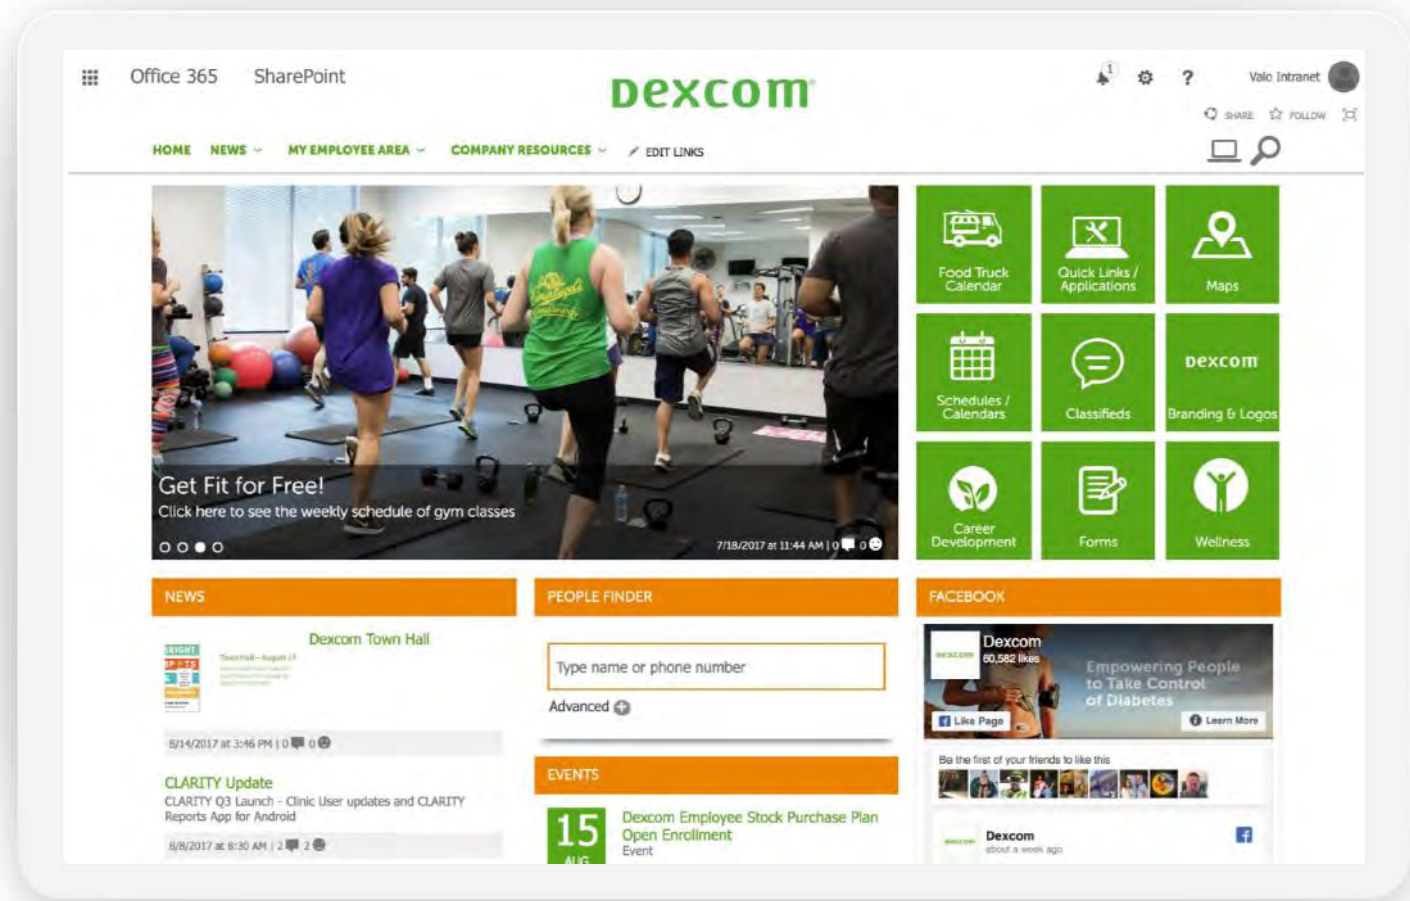 Office 365 SharePoint
Dexcom
1
?
Valo Intranet
SHARE FOLLOW
HOME NEWS MY EMPLOYEE AREA COMPANY RESOURCES EDIT LINKS
Get Fit for Free!
Click here to see the weekly schedule of gym classes
7/18/2017 at 11:44 AM | 0 0
Food Truck
Calendar
Quick Links /
Applications
Maps
Schedules /
Calendars
Classifieds
Dexcom
Branding & Logos
Career
Development
Forms
Wellness
NEWS
Dexcom Town Hall
Town Hall - August 17
8/14/2017 at 3:46 PM | 0 0
CLARITY Update
CLARITY Q3 Launch - Clinic User updates and CLARITY
Reports App for Android
8/8/2017 at 8:30 AM | 2 2
PEOPLE FINDER
Type name or phone number
Advanced
EVENTS
15
AUG
Dexcom Employee Stock Purchase Plan
Open Enrollment
Event
FACEBOOK
Dexcom
Dexcom
60,582 likes
Empowering People
to Take Control
of Diabetes
Like Page
Learn More
Be the first of your friends to like this
Dexcom
Dexcom
about a week ago